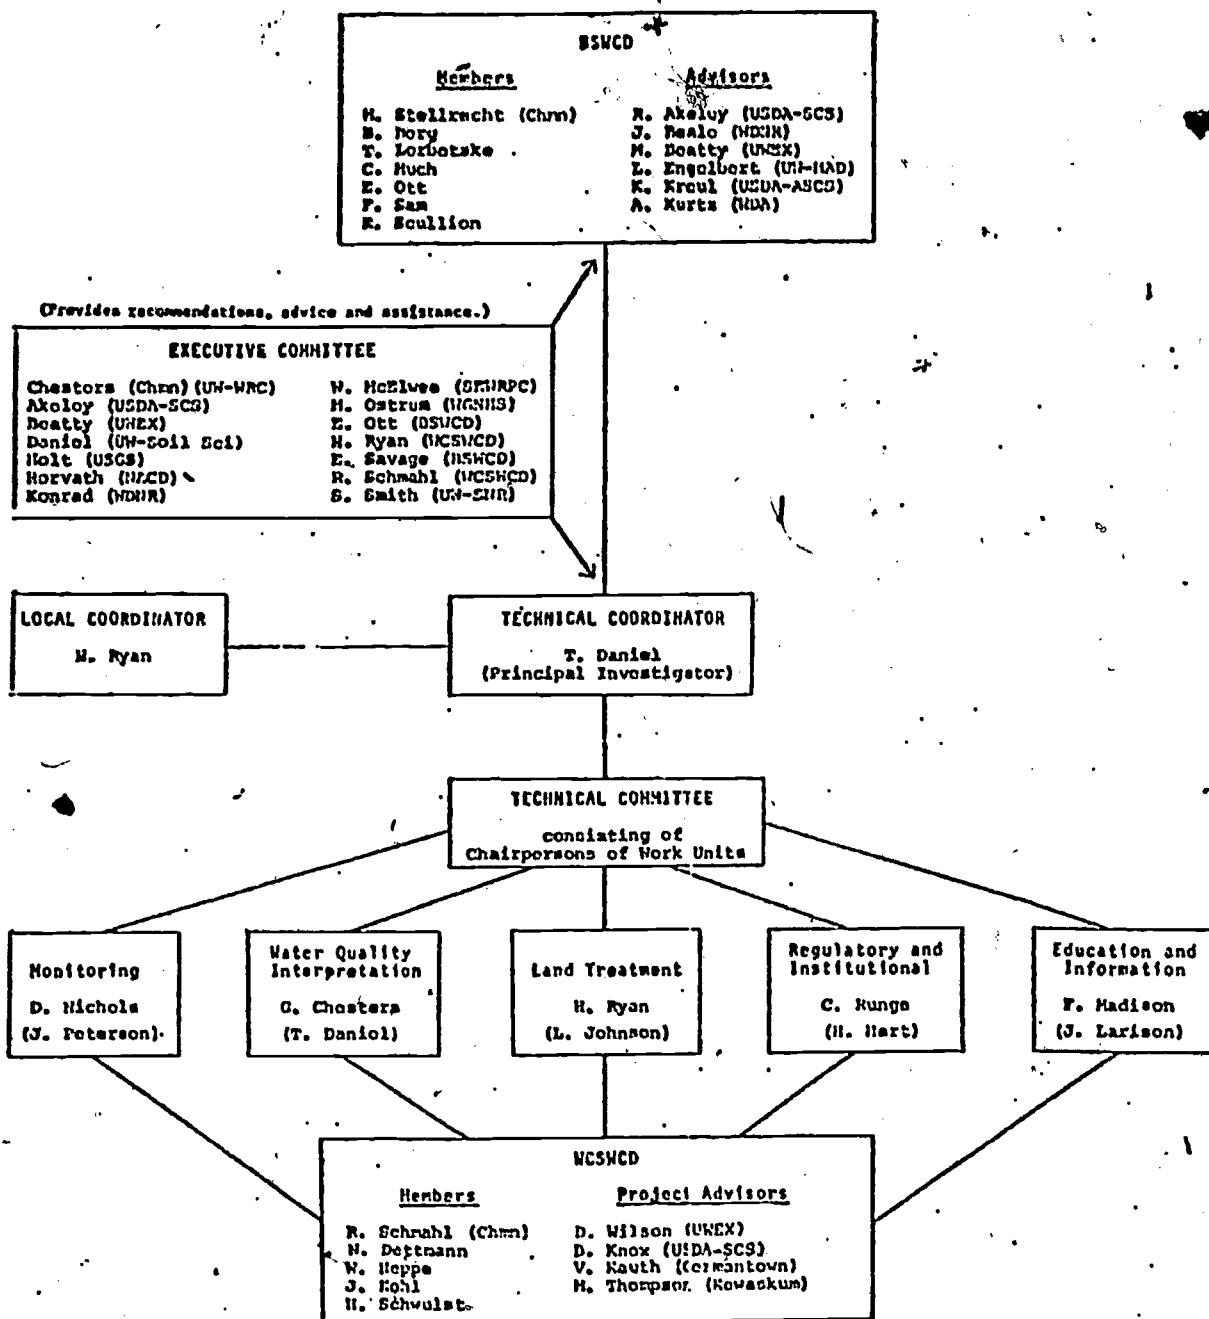 BSWCD
Members
Advisors
H. Stellrecht (Chmn)
B. Dory
T. Lorbetske
C. Huch
E. Ott
F. Sam
R. Scullion
R. Akeley (USDA-SCS)
J. Bealo (WDNR)
M. Beatty (UWEX)
L. Engelbert (UW-MAD)
K. Kreul (USDA-ASCS)
A. Kurtz (WDA)
(Provides recommendations, advice and assistance.)
EXECUTIVE COMMITTEE
Chesters (Chmn) (UW-WRC)
Akeley (USDA-SCS)
Beatty (UWEX)
Daniel (UW-Soil Sci)
Holt (USGS)
Horvath (NACD)
Konrad (WDNR)
W. McElwee (SEWRPC)
M. Ostrum (WGNHS)
E. Ott (BSWCD)
H. Ryan (WCSWCD)
E. Savage (BSWCD)
R. Schmahl (WCSWCD)
S. Smith (UW-SNR)
LOCAL COORDINATOR
H. Ryan
TECHNICAL COORDINATOR
T. Daniel
(Principal Investigator)
TECHNICAL COMMITTEE
consisting of
Chairpersons of Work Units
Monitoring
D. Nichols
(J. Peterson)
Water Quality
Interpretation
G. Chesters
(T. Daniel)
Land Treatment
H. Ryan
(L. Johnson)
Regulatory and
Institutional
C. Runge
(H. Hart)
Education and
Information
F. Madison
(J. Larison)
WCSWCD
Members
Project Advisors
R. Schmahl (Chmn)
N. Dettmann
W. Heppe
J. Kohl
H. Schwulst
D. Wilson (UWEX)
D. Knox (USDA-SCS)
V. Kauth (Germantown)
H. Thompson (Kewaskum)